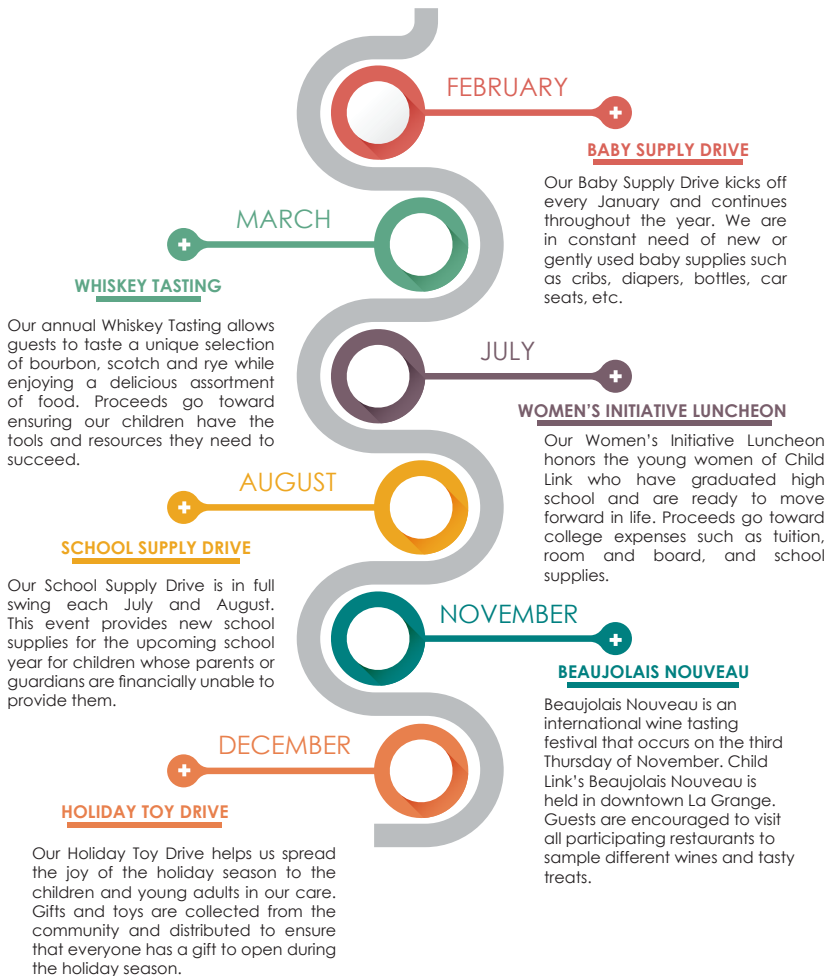 FEBRUARY
BABY SUPPLY DRIVE
Our Baby Supply Drive kicks off
every January and continues
throughout the year. We are
in constant need of new or
gently used baby supplies such
as cribs, diapers, bottles, car
seats, etc.
MARCH
WHISKEY TASTING
Our annual Whiskey Tasting allows
guests to taste a unique selection
of bourbon, scotch and rye while
enjoying a delicious assortment
of food. Proceeds go toward
ensuring our children have the
tools and resources they need to
succeed.
JULY
WOMEN'S INITIATIVE LUNCHEON
Our Women's Initiative Luncheon
honors the young women of Child
Link who have graduated high
school and are ready to move
forward in life. Proceeds go toward
college expenses such as tuition,
room and board, and school
supplies.
AUGUST
SCHOOL SUPPLY DRIVE
Our School Supply Drive is in full
swing each July and August.
This event provides new school
supplies for the upcoming school
year for children whose parents or
guardians are financially unable to
provide them.
NOVEMBER
BEAUJOLAIS NOUVEAU
Beaujolais Nouveau is an
international wine tasting
festival that occurs on the third
Thursday of November. Child
Link's Beaujolais Nouveau is
held in downtown La Grange.
Guests are encouraged to visit
all participating restaurants to
sample different wines and tasty
treats.
DECEMBER
HOLIDAY TOY DRIVE
Our Holiday Toy Drive helps us spread
the joy of the holiday season to the
children and young adults in our care.
Gifts and toys are collected from the
community and distributed to ensure
that everyone has a gift to open during
the holiday season.